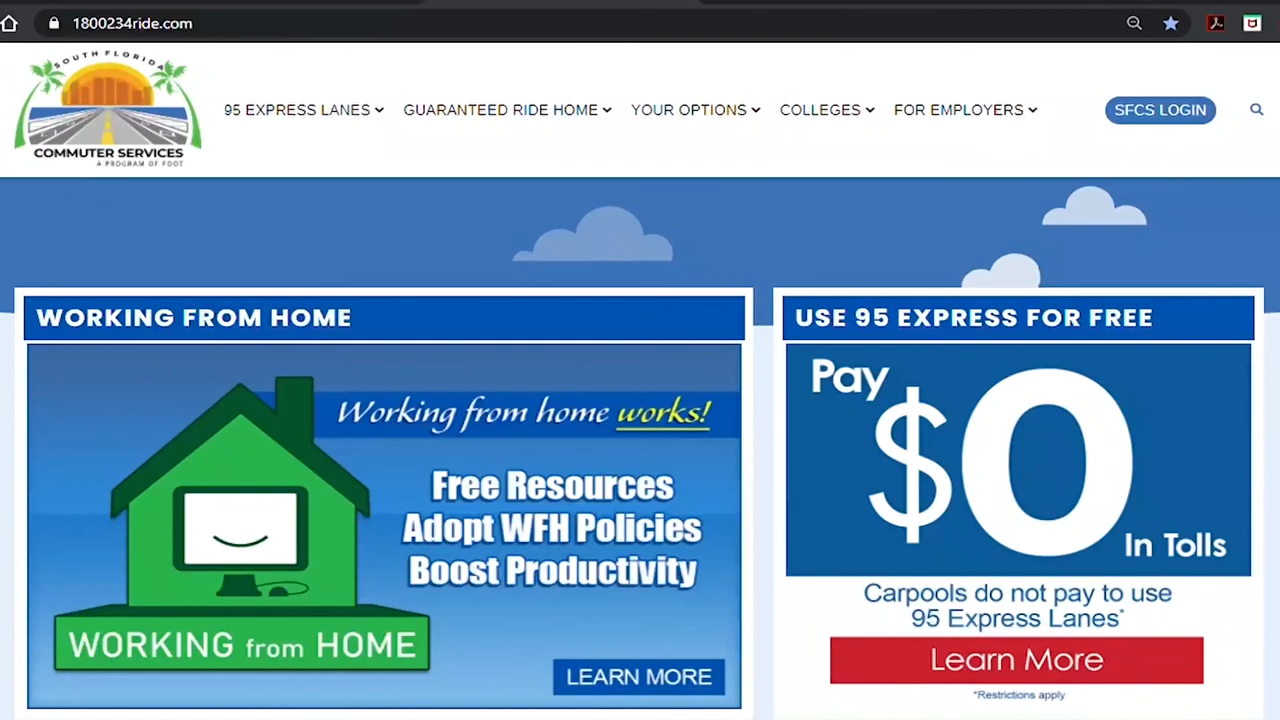 1800234ride.com
SOUTH FLORIDA
COMMUTER SERVICES
A PROGRAM OF FDOT
95 EXPRESS LANES
GUARANTEED RIDE HOME
YOUR OPTIONS
COLLEGES
FOR EMPLOYERS
SFCS LOGIN
WORKING FROM HOME
Working from home works!
Free Resources
Adopt WFH Policies
Boost Productivity
WORKING from HOME
LEARN MORE
USE 95 EXPRESS FOR FREE
Pay
$0
In Tolls
Carpools do not pay to use
95 Express Lanes*
Learn More
*Restrictions apply